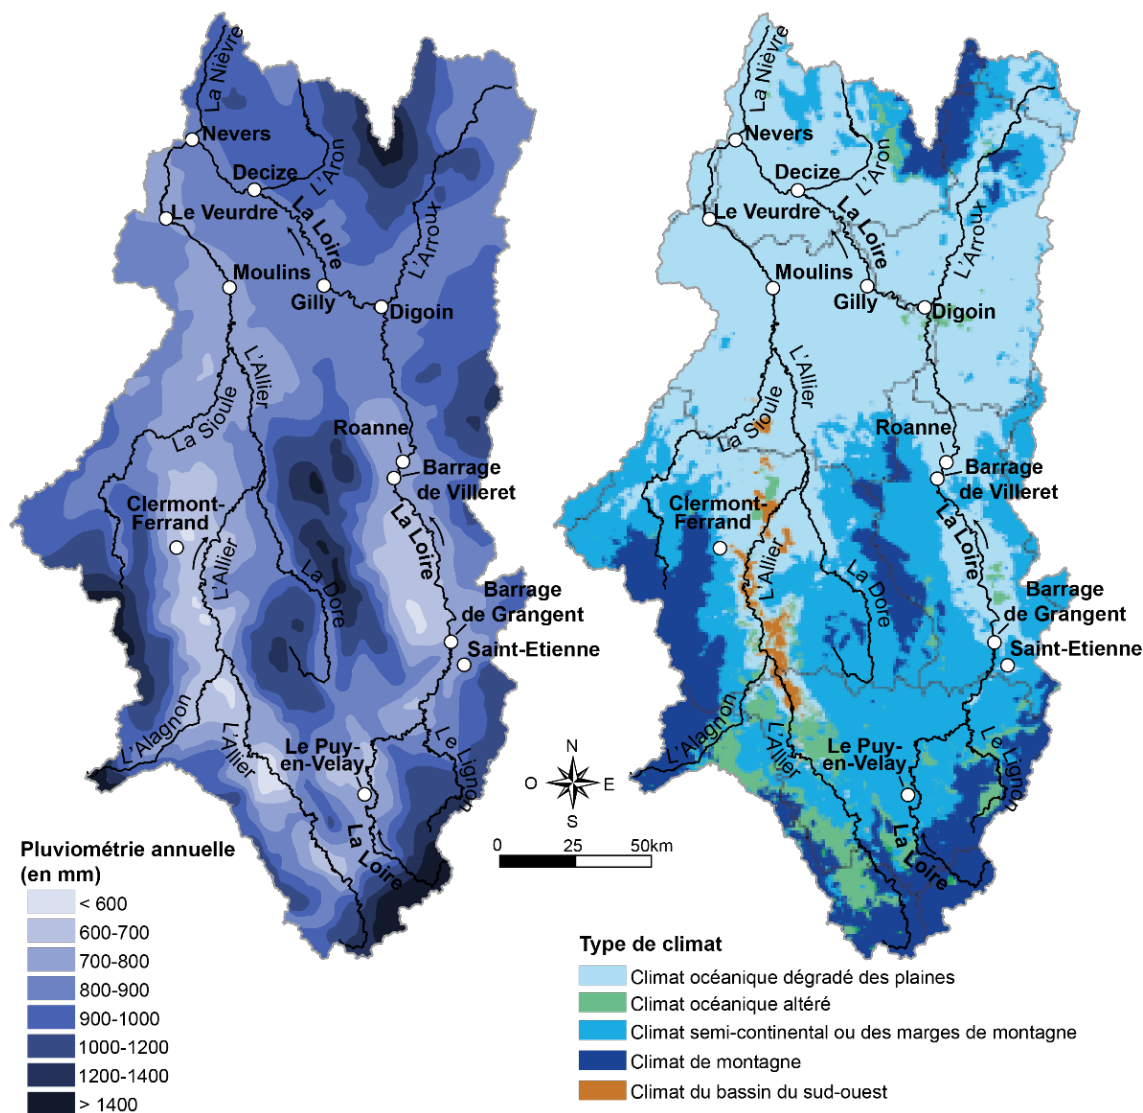 La Nièvre
Nevers
Decize
L'Aron
Le Veurdre
La Loire
L'Arroux
Moulins
Gilly
Digoin
L'Allier
La Sioule
Roanne
Barrage
de Villeret
Clermont-
Ferrand
La Loire
L'Allier
La Dore
Barrage
de Grangent
Saint-Etienne
L'Alagnon
L'Allier
Le Puy-
en-Velay
Le Lignon
La Loire
Pluviométrie annuelle
(en mm)
< 600
600-700
700-800
800-900
900-1000
1000-1200
1200-1400
> 1400
N
O
E
S
0
25
50km
La Nièvre
Nevers
Decize
L'Aron
Le Veurdre
La Loire
L'Arroux
Moulins
Gilly
Digoin
L'Allier
La Sioule
Roanne
Barrage
de Villeret
Clermont-
Ferrand
La Loire
L'Allier
La Dore
Barrage
de Grangent
Saint-Etienne
L'Alagnon
L'Allier
Le Puy-
en-Velay
Le Lignon
La Loire
Type de climat
Climat océanique dégradé des plaines
Climat océanique altéré
Climat semi-continental ou des marges de montagne
Climat de montagne
Climat du bassin du sud-ouest